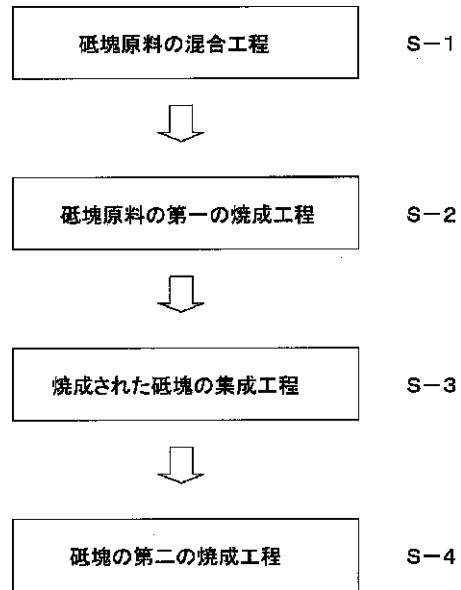 砥塊原料の混合工程 S-1
砥塊原料の第一の焼成工程 S-2
焼成された砥塊の集成工程 S-3
砥塊の第二の焼成工程 S-4